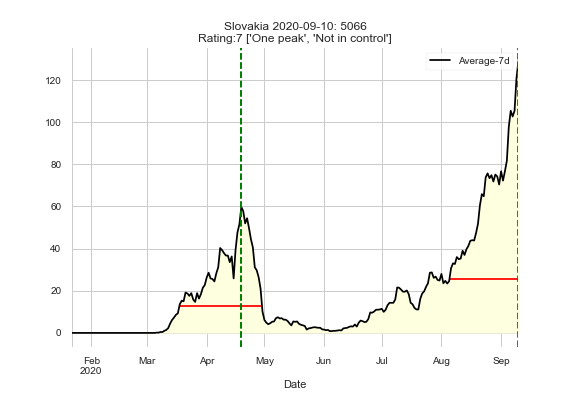 Slovakia 2020-09-10: 5066
Rating:7 ['One peak', 'Not in control']
Average-7d
120
100
80
60
40
20
0
Feb Mar Apr May Jun Jul Aug Sep
2020
Date